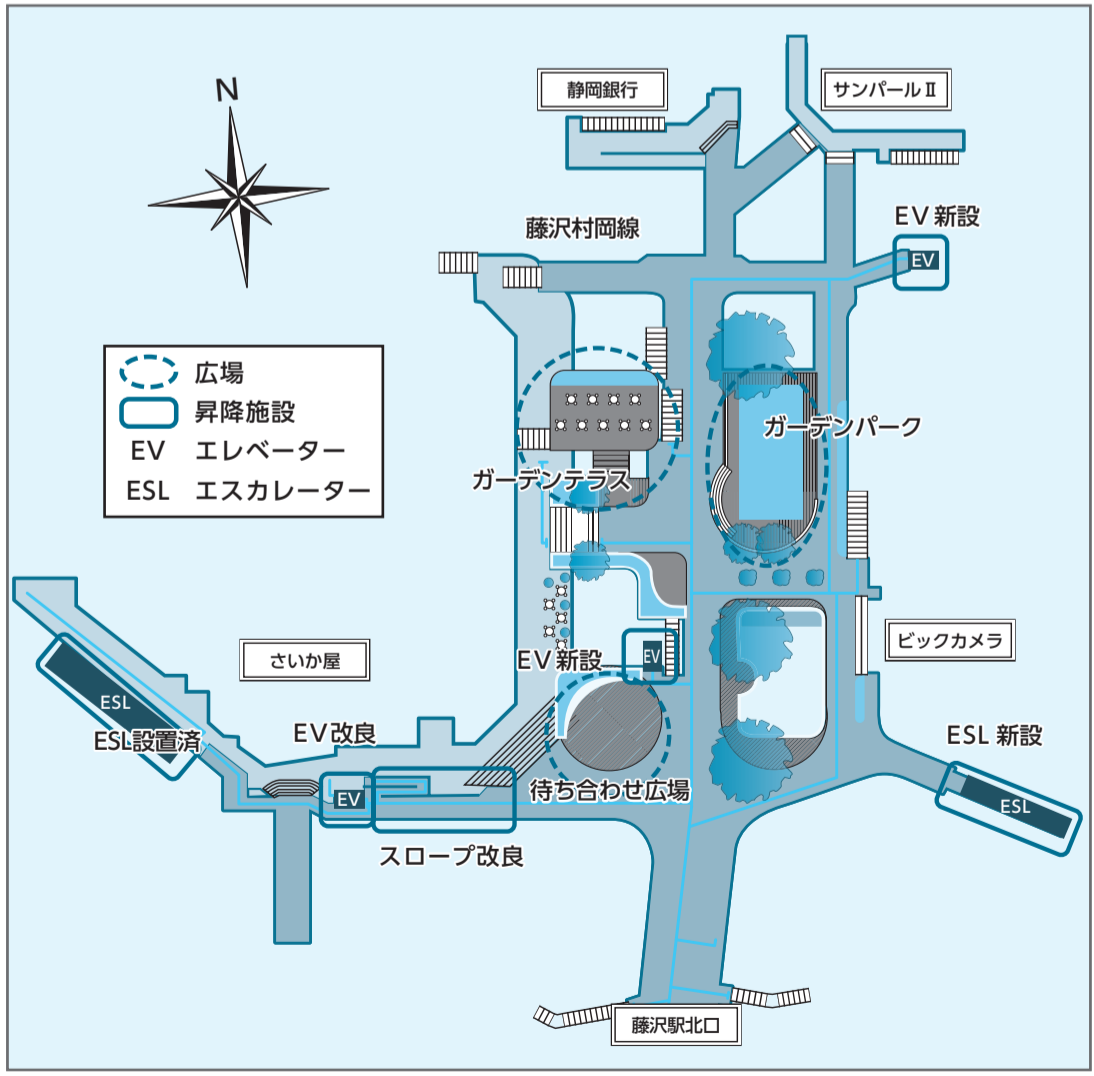 静岡銀行
サンパールⅡ
N
藤沢村岡線
EV 新設
EV
広場
昇降施設
EV エレベーター
ESL エスカレーター
ガーデンパーク
ガーデンテラス
さいか屋
EV 新設
EV
ビックカメラ
ESL
ESL設置済
EV改良
EV
ESL 新設
ESL
待ち合わせ広場
スロープ改良
藤沢駅北口